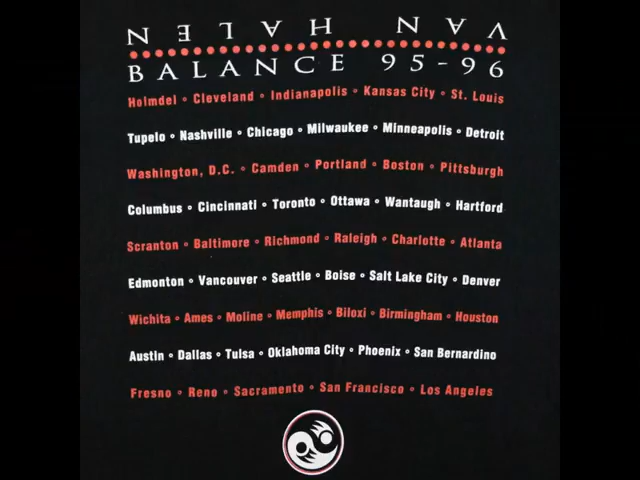 VAN HALEN
BALANCE 95-96
Holmdel ∘ Cleveland ∘ Indianapolis ∘ Kansas City ∘ St. Louis
Tupelo ∘ Nashville ∘ Chicago ∘ Milwaukee ∘ Minneapolis ∘ Detroit
Washington, D.C. ∘ Camden ∘ Portland ∘ Boston ∘ Pittsburgh
Columbus ∘ Cincinnati ∘ Toronto ∘ Ottawa ∘ Wantaugh ∘ Hartford
Scranton ∘ Baltimore ∘ Richmond ∘ Raleigh ∘ Charlotte ∘ Atlanta
Edmonton ∘ Vancouver ∘ Seattle ∘ Boise ∘ Salt Lake City ∘ Denver
Wichita ∘ Ames ∘ Moline ∘ Memphis ∘ Biloxi ∘ Birmingham ∘ Houston
Austin ∘ Dallas ∘ Tulsa ∘ Oklahoma City ∘ Phoenix ∘ San Bernardino
Fresno ∘ Reno ∘ Sacramento ∘ San Francisco ∘ Los Angeles